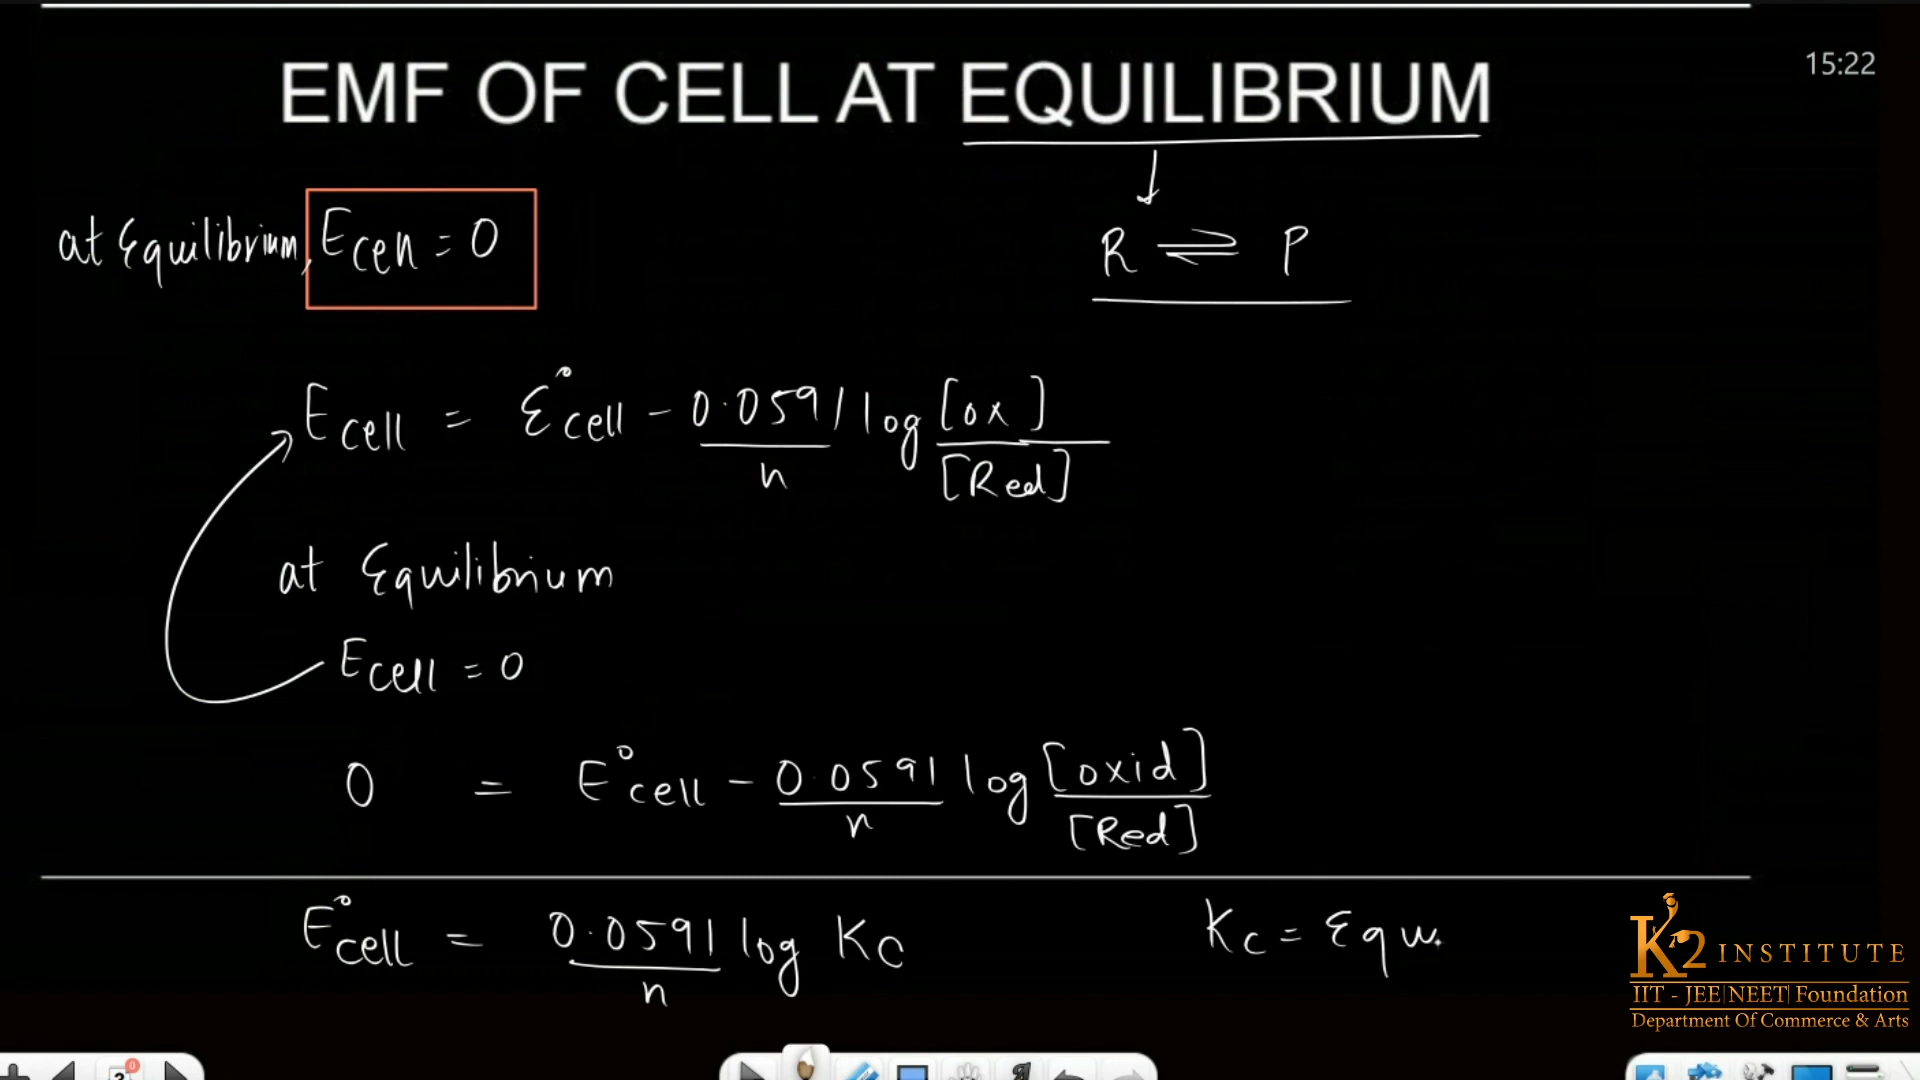 EMF OF CELL AT EQUILIBRIUM
15:22
at Equilibrium, Ecell = 0
R ⇌ P
Ecell = E°cell - 0.0591/n log [ox]/[Red]
at Equilibrium
Ecell = 0
0 = E°cell - 0.0591/n log [oxid]/[Red]
E°cell = 0.0591/n log Kc
Kc = Equi
K2 INSTITUTE
IIT - JEE|NEET| Foundation
Department Of Commerce & Arts